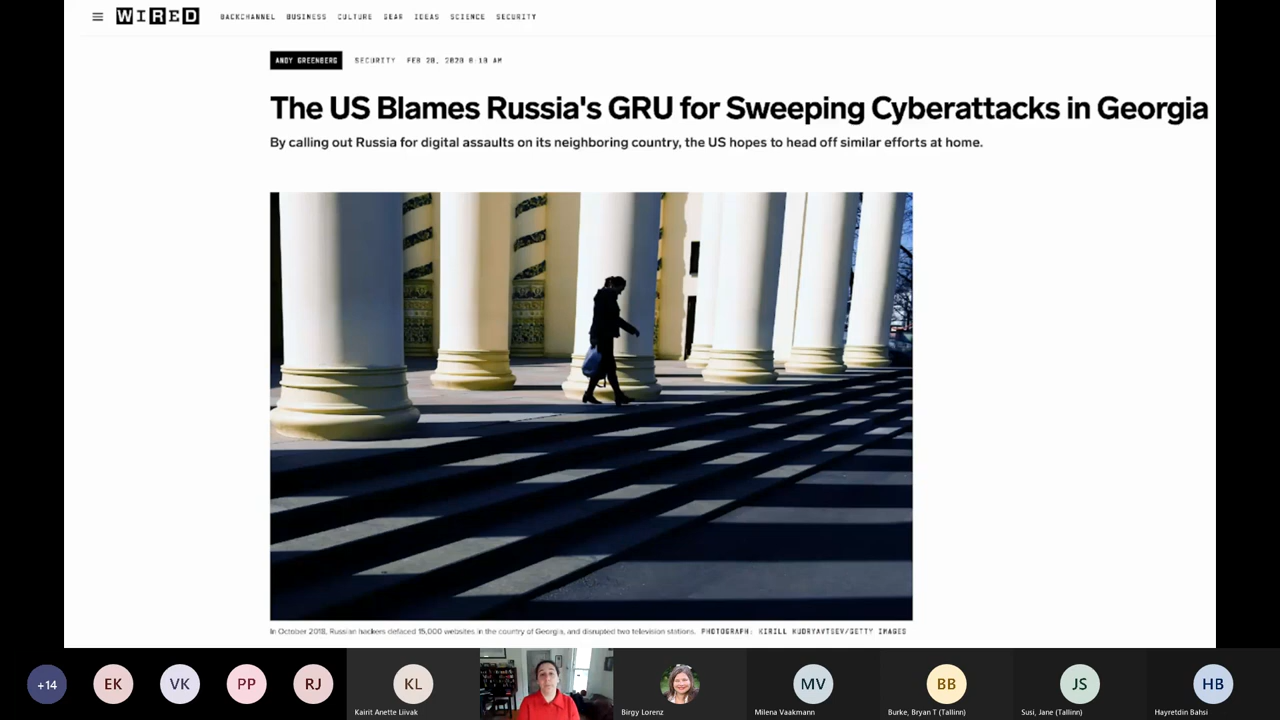 WIRED
BACKCHANNEL BUSINESS CULTURE GEAR IDEAS SCIENCE SECURITY
ANDY GREENBERG SECURITY FEB 20, 2020 8:10 AM
The US Blames Russia's GRU for Sweeping Cyberattacks in Georgia
By calling out Russia for digital assaults on its neighboring country, the US hopes to head off similar efforts at home.
In October 2018, Russian hackers defaced 15,000 websites in the country of Georgia, and disrupted two television stations. PHOTOGRAPH: KIRILL KUDRYAVTSEV/GETTY IMAGES
+14 EK VK PP RJ KL MV BB JS HB
Kairit Anette Liivak Birgy Lorenz Milena Vaakmann Burke, Bryan T (Tallinn) Susi, Jane (Tallinn) Hayretdin Bahsi